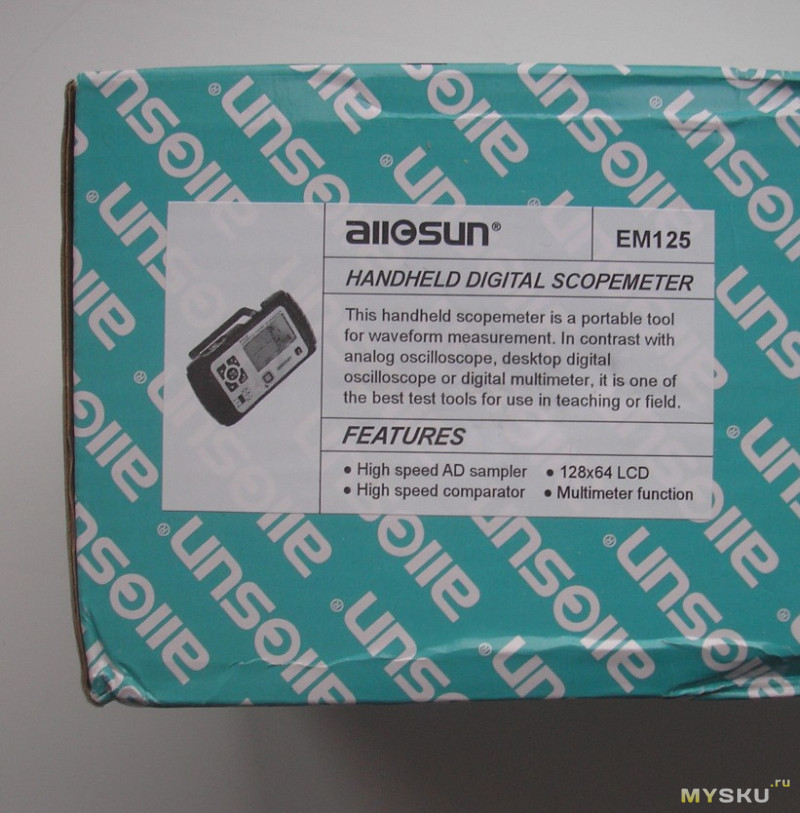 allosun®
EM125
HANDHELD DIGITAL SCOPEMETER
This handheld scopemeter is a portable tool
for waveform measurement. In contrast with
analog oscilloscope, desktop digital
oscilloscope or digital multimeter, it is one of
the best test tools for use in teaching or field.
FEATURES
• High speed AD sampler • 128x64 LCD
• High speed comparator • Multimeter function
MYSKU.ru